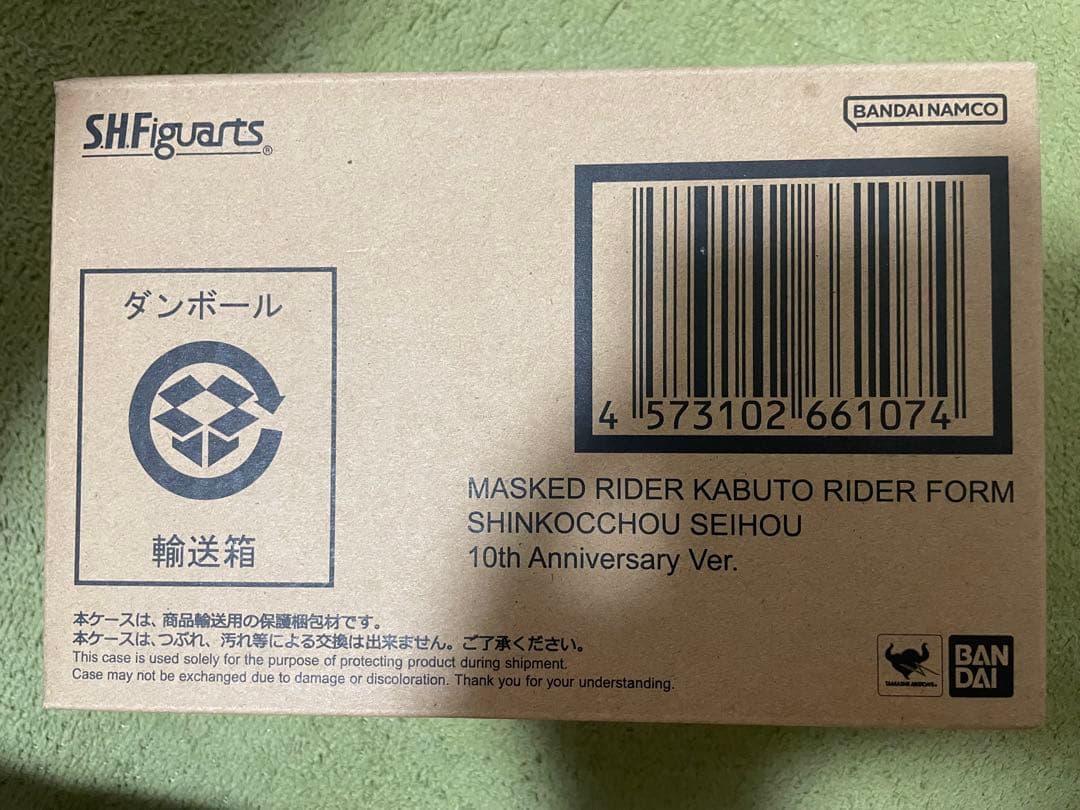 S.H.Figuarts®
BANDAI NAMCO
ダンボール
輸送箱
4 573102 661074
MASKED RIDER KABUTO RIDER FORM
SHINKOCCHOU SEIHOU
10th Anniversary Ver.
本ケースは、商品輸送用の保護梱包材です。
本ケースは、つぶれ、汚れ等による交換は出来ません。ご了承ください。
This case is used solely for the purpose of protecting product during shipment.
Case may not be exchanged due to damage or discoloration. Thank you for your understanding.
TAMASHII NATIONS
BAN
DAI